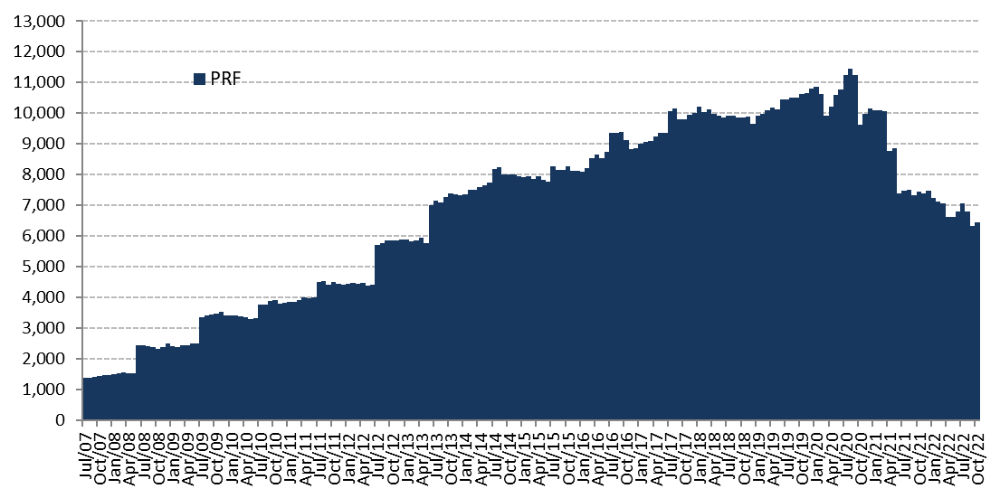 13,000
12,000
11,000
10,000
9,000
8,000
7,000
6,000
5,000
4,000
3,000
2,000
1,000
0
PRF
Jul/07
Oct/07
Jan/08
Apr/08
Jul/08
Oct/08
Jan/09
Apr/09
Jul/09
Oct/09
Jan/10
Apr/10
Jul/10
Oct/10
Jan/11
Apr/11
Jul/11
Oct/11
Jan/12
Apr/12
Jul/12
Oct/12
Jan/13
Apr/13
Jul/13
Oct/13
Jan/14
Apr/14
Jul/14
Oct/14
Jan/15
Apr/15
Jul/15
Oct/15
Jan/16
Apr/16
Jul/16
Oct/16
Jan/17
Apr/17
Jul/17
Oct/17
Jan/18
Apr/18
Jul/18
Oct/18
Jan/19
Apr/19
Jul/19
Oct/19
Jan/20
Apr/20
Jul/20
Oct/20
Jan/21
Apr/21
Jul/21
Oct/21
Jan/22
Apr/22
Jul/22
Oct/22